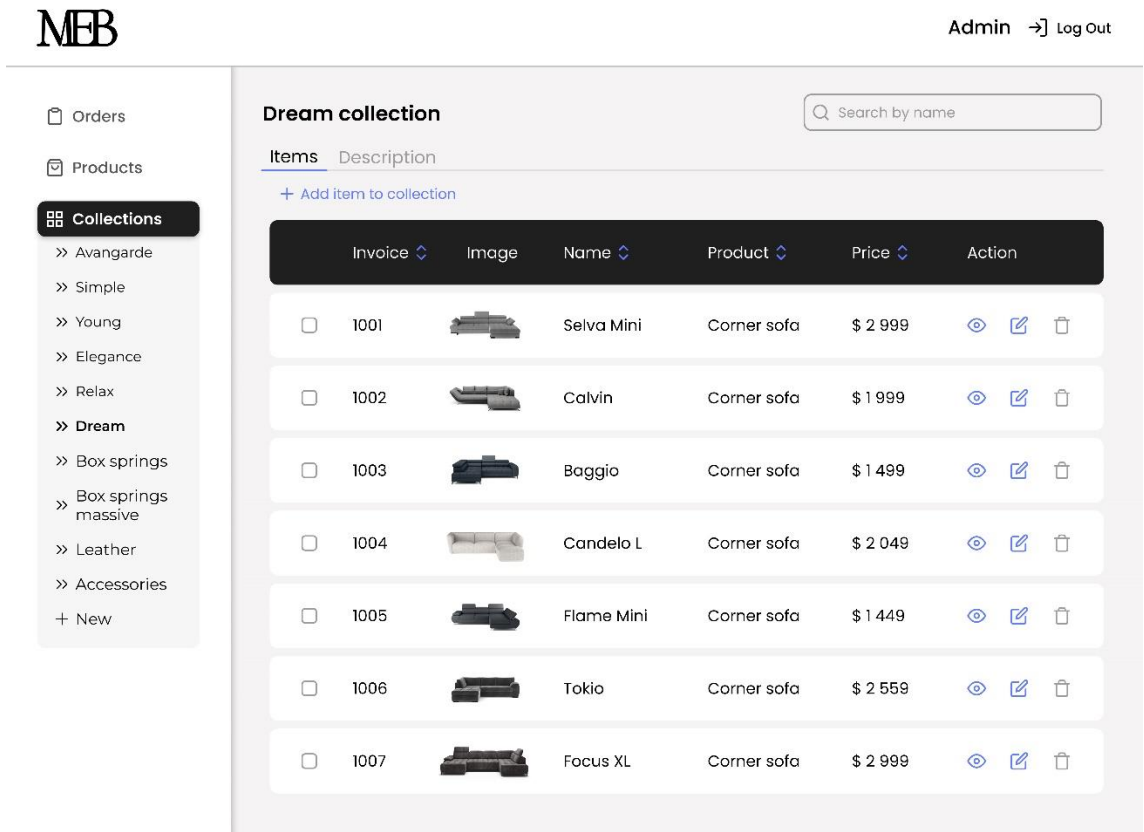 MEB
Admin Log Out
Orders
Products
Collections
Avangarde
Simple
Young
Elegance
Relax
Dream
Box springs
Box springs
massive
Leather
Accessories
+ New
Dream collection
Search by name
Items Description
+ Add item to collection
Invoice Image Name Product Price Action
1001 Selva Mini Corner sofa $ 2 999
1002 Calvin Corner sofa $ 1 999
1003 Baggio Corner sofa $ 1 499
1004 Candelo L Corner sofa $ 2 049
1005 Flame Mini Corner sofa $ 1 449
1006 Tokio Corner sofa $ 2 559
1007 Focus XL Corner sofa $ 2 999